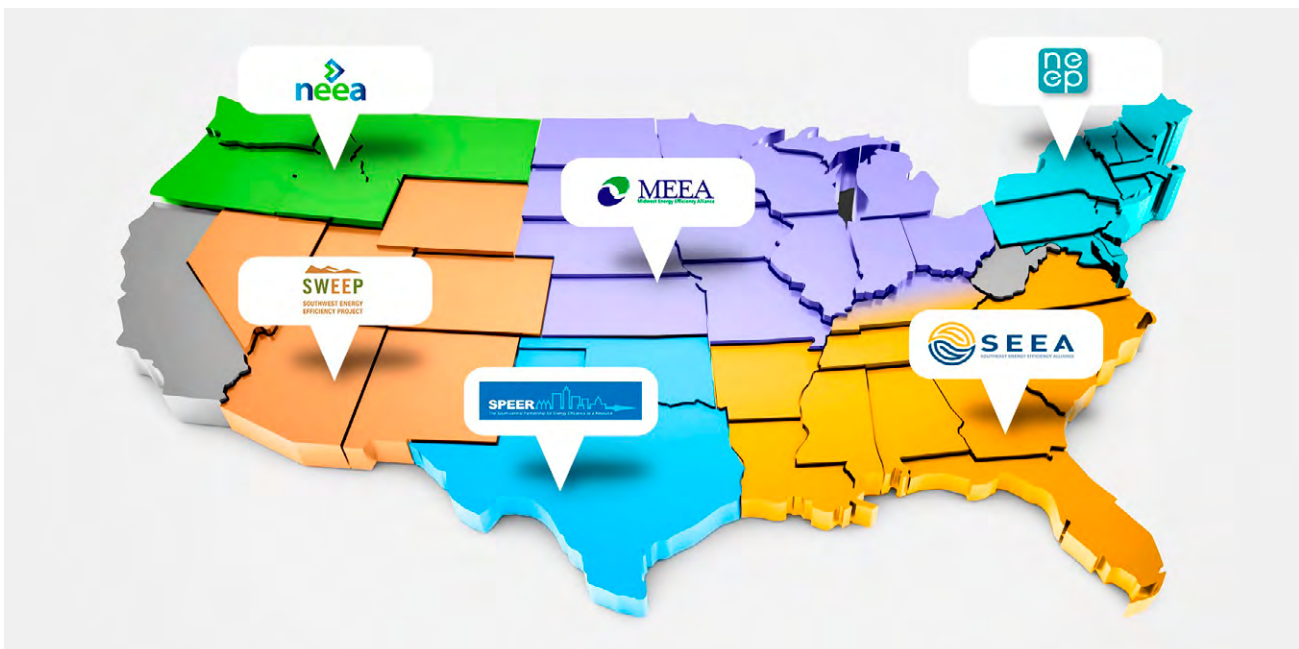 neea
ne
ep
MEEA
Midwest Energy Efficiency Alliance
SWEEP
SOUTHWEST ENERGY
EFFICIENCY PROJECT
SEEA
SOUTHEAST ENERGY EFFICIENCY ALLIANCE
SPEER
The South-central Partnership for Energy Efficiency as a Resource